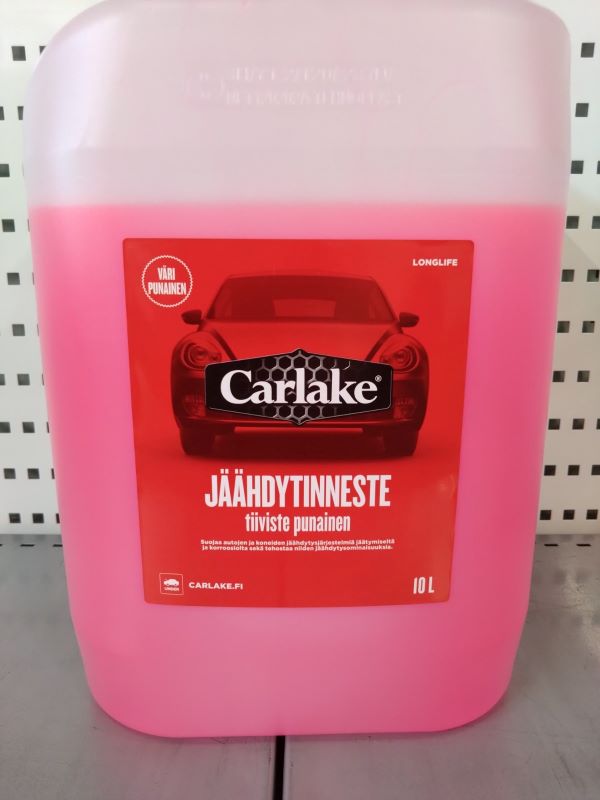 VÄRI
PUNAINEN
LONGLIFE
Carlake®
JÄÄHDYTINNESTE
tiiviste punainen
Suojaa autojen ja koneiden jäähdytysjärjestelmiä jäätymiseltä
ja korroosiolta sekä tehostaa niiden jäähdytysominaisuuksia.
CARLAKE.FI
10 L